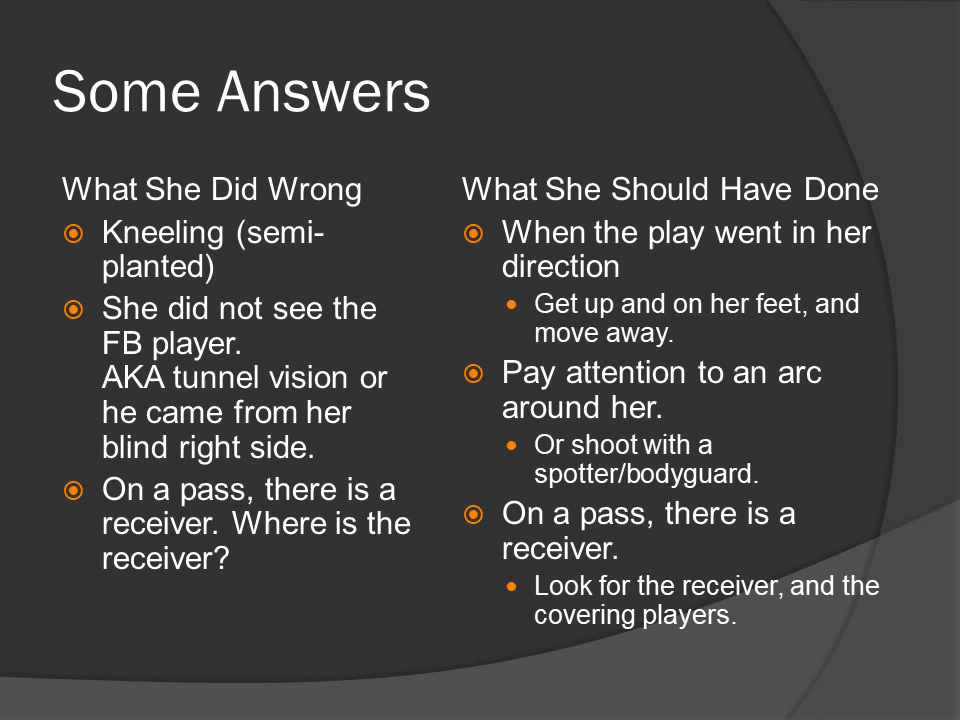 Some Answers
What She Did Wrong
Kneeling (semi-
planted)
She did not see the
FB player.
AKA tunnel vision or
he came from her
blind right side.
On a pass, there is a
receiver. Where is the
receiver?
What She Should Have Done
When the play went in her
direction
Get up and on her feet, and
move away.
Pay attention to an arc
around her.
Or shoot with a
spotter/bodyguard.
On a pass, there is a
receiver.
Look for the receiver, and the
covering players.